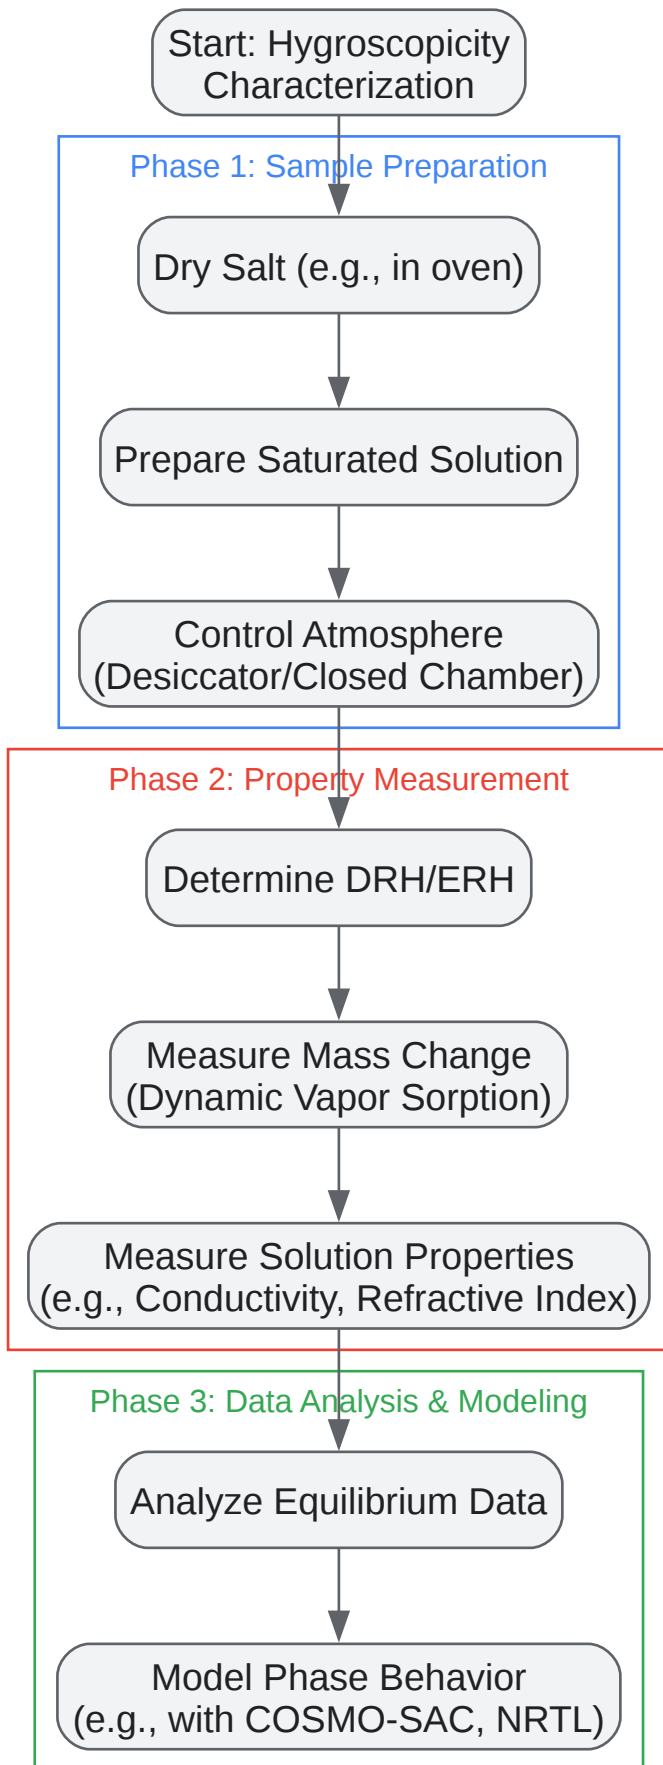 Start: Hygroscopicity
Characterization
Phase 1: Sample Preparation
Dry Salt (e.g., in oven)
Prepare Saturated Solution
Control Atmosphere
(Desiccator/Closed Chamber)
Phase 2: Property Measurement
Determine DRH/ERH
Measure Mass Change
(Dynamic Vapor Sorption)
Measure Solution Properties
(e.g., Conductivity, Refractive Index)
Phase 3: Data Analysis & Modeling
Analyze Equilibrium Data
Model Phase Behavior
(e.g., with COSMO-SAC, NRTL)